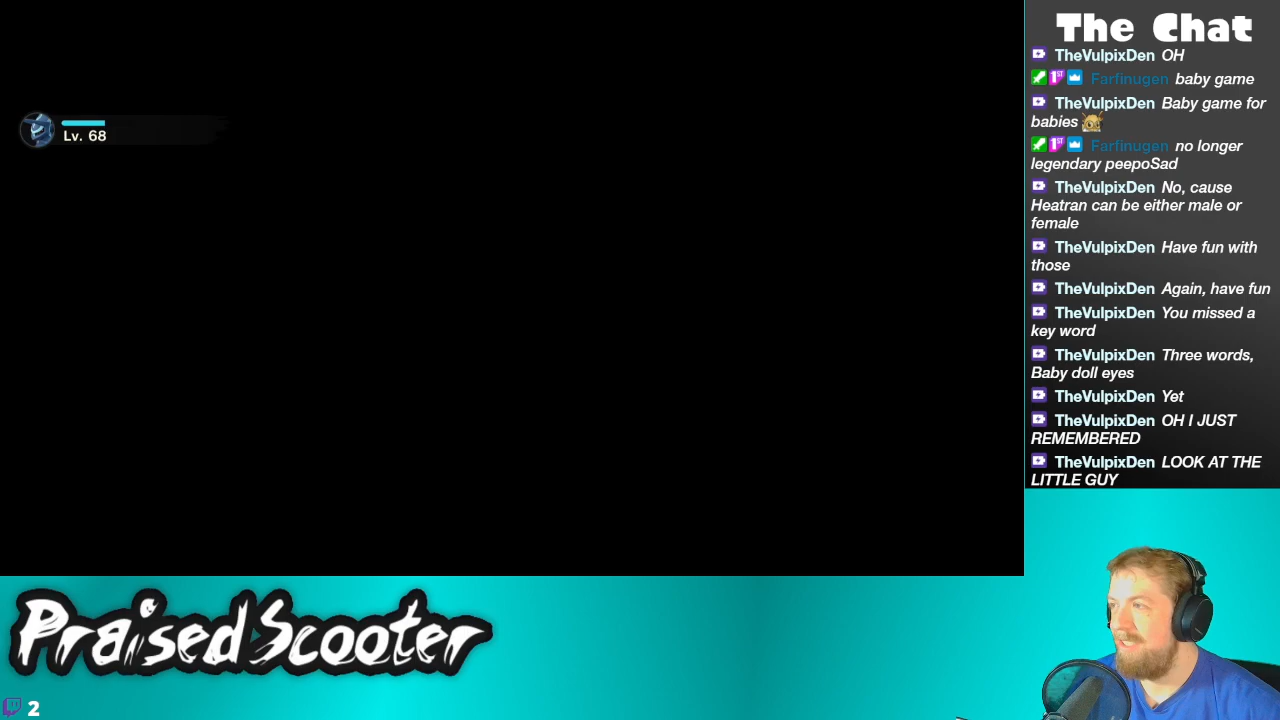 Lv. 68
The Chat
TheVulpixDen OH
1ST Farfinugen baby game
TheVulpixDen Baby game for
babies
1ST Farfinugen no longer
legendary peepoSad
TheVulpixDen No, cause
Heatran can be either male or
female
TheVulpixDen Have fun with
those
TheVulpixDen Again, have fun
TheVulpixDen You missed a
key word
TheVulpixDen Three words,
Baby doll eyes
TheVulpixDen Yet
TheVulpixDen OH I JUST
REMEMBERED
TheVulpixDen LOOK AT THE
LITTLE GUY
PraisedScooter
2